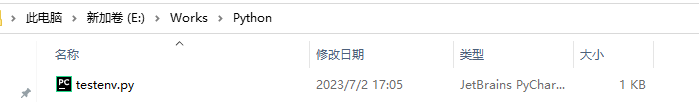 此电脑 > 新加卷 (E:) > Works > Python
名称 修改日期 类型 大小
PC testenv.py 2023/7/2 17:05 JetBrains PyChar... 1 KB